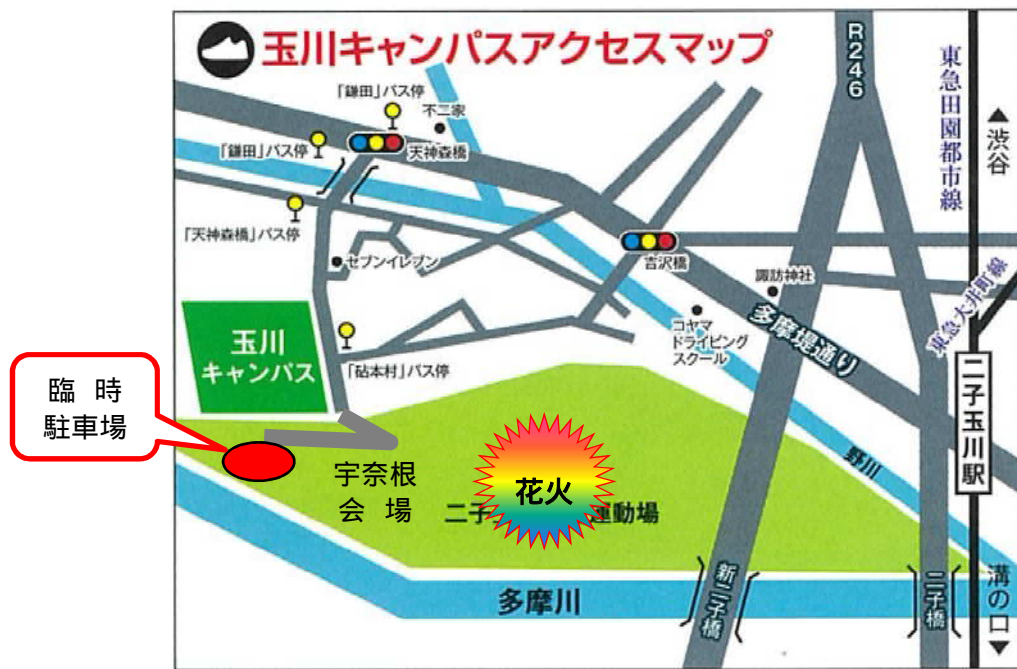 玉川キャンパスアクセスマップ
R246
東急田園都市線
▲渋谷
「鎌田」バス停
不二家
「鎌田」バス停
天神森橋
「天神森橋」バス停
セブンイレブン
吉沢橋
諏訪神社
東急大井町線
コヤマ
ドライビング
スクール
多摩堤通り
玉川
キャンパス
「砧本村」バス停
二子玉川駅
臨 時
駐車場
野川
宇奈根
会 場
花火
二子
運動場
多摩川
新二子橋
二子橋
溝の口▼